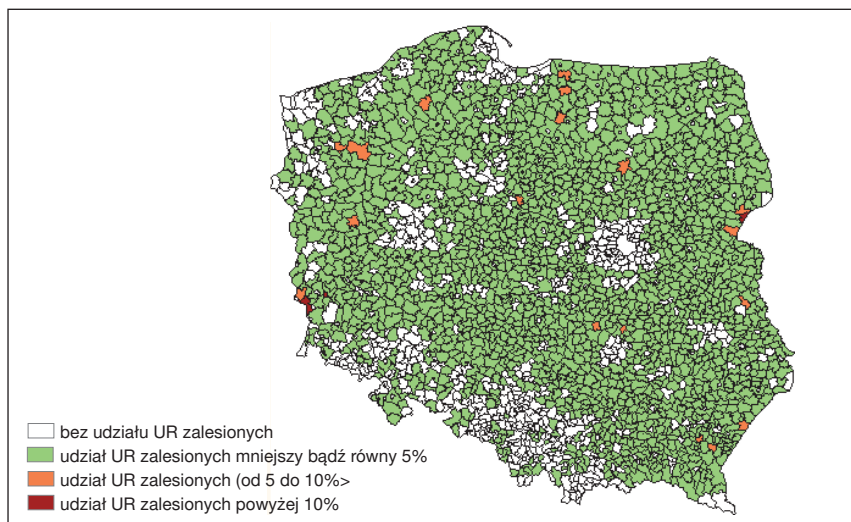 bez udziału UR zalesionych
udział UR zalesionych mniejszy bądź równy 5%
udział UR zalesionych (od 5 do 10%>
udział UR zalesionych powyżej 10%